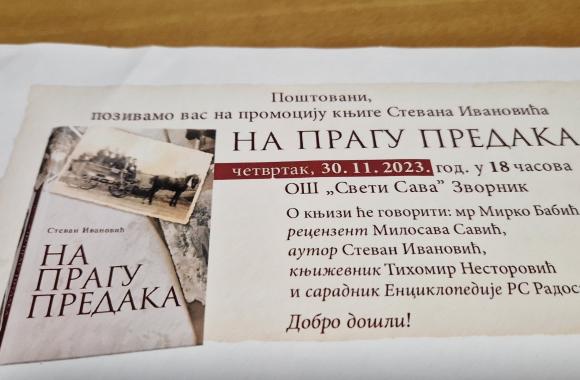 Поштовани,
позивамо вас на промоцију књиге Стевана Ивановића
НА ПРАГУ ПРЕДАКА
четвртак, 30. 11. 2023. год. у 18 часова
ОШ „Свети Сава” Зворник
О књизи ће говорити: мр Мирко Бабић,
рецензент Милосава Савић,
аутор Стеван Ивановић,
књижевник Тихомир Несторовић
и сарадник Енциклопедије РС Радос
Добро дошли!
Стеван Ивановић
НА
ПРАГУ
ПРЕДАКА